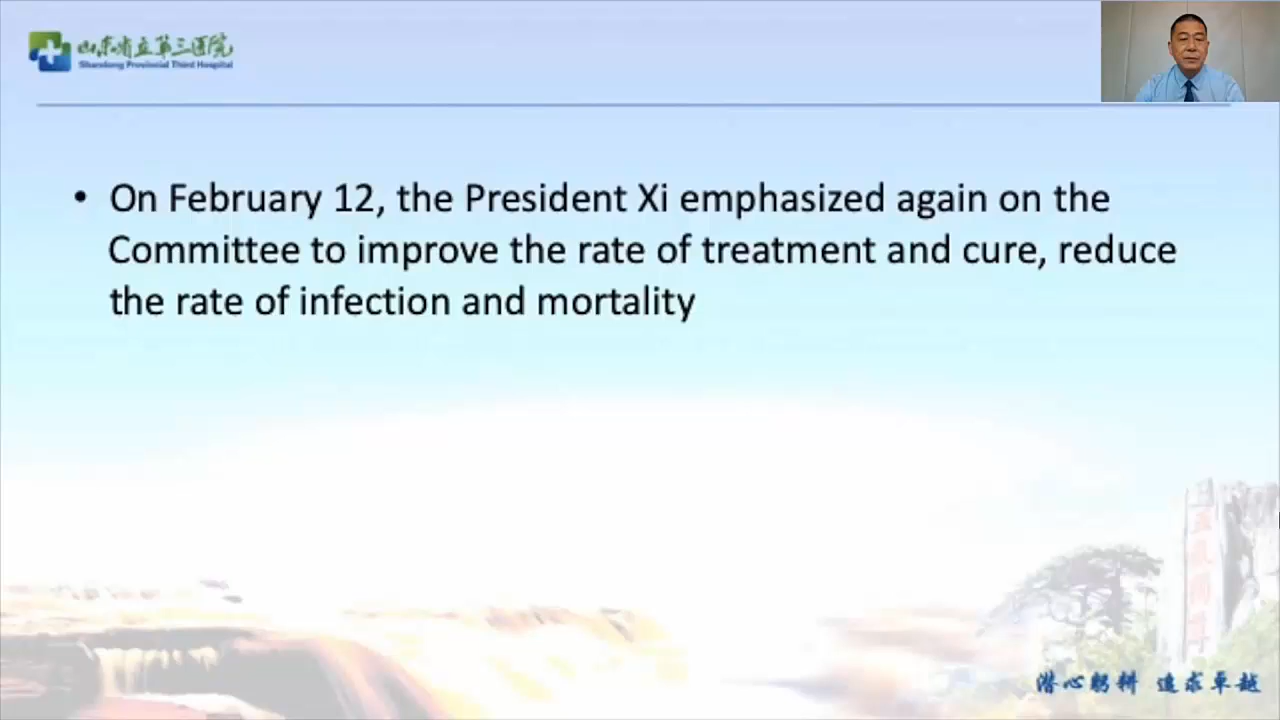 山东省立第三医院
Shandong Provincial Third Hospital
• On February 12, the President Xi emphasized again on the
Committee to improve the rate of treatment and cure, reduce
the rate of infection and mortality
潜心躬耕 追求卓越